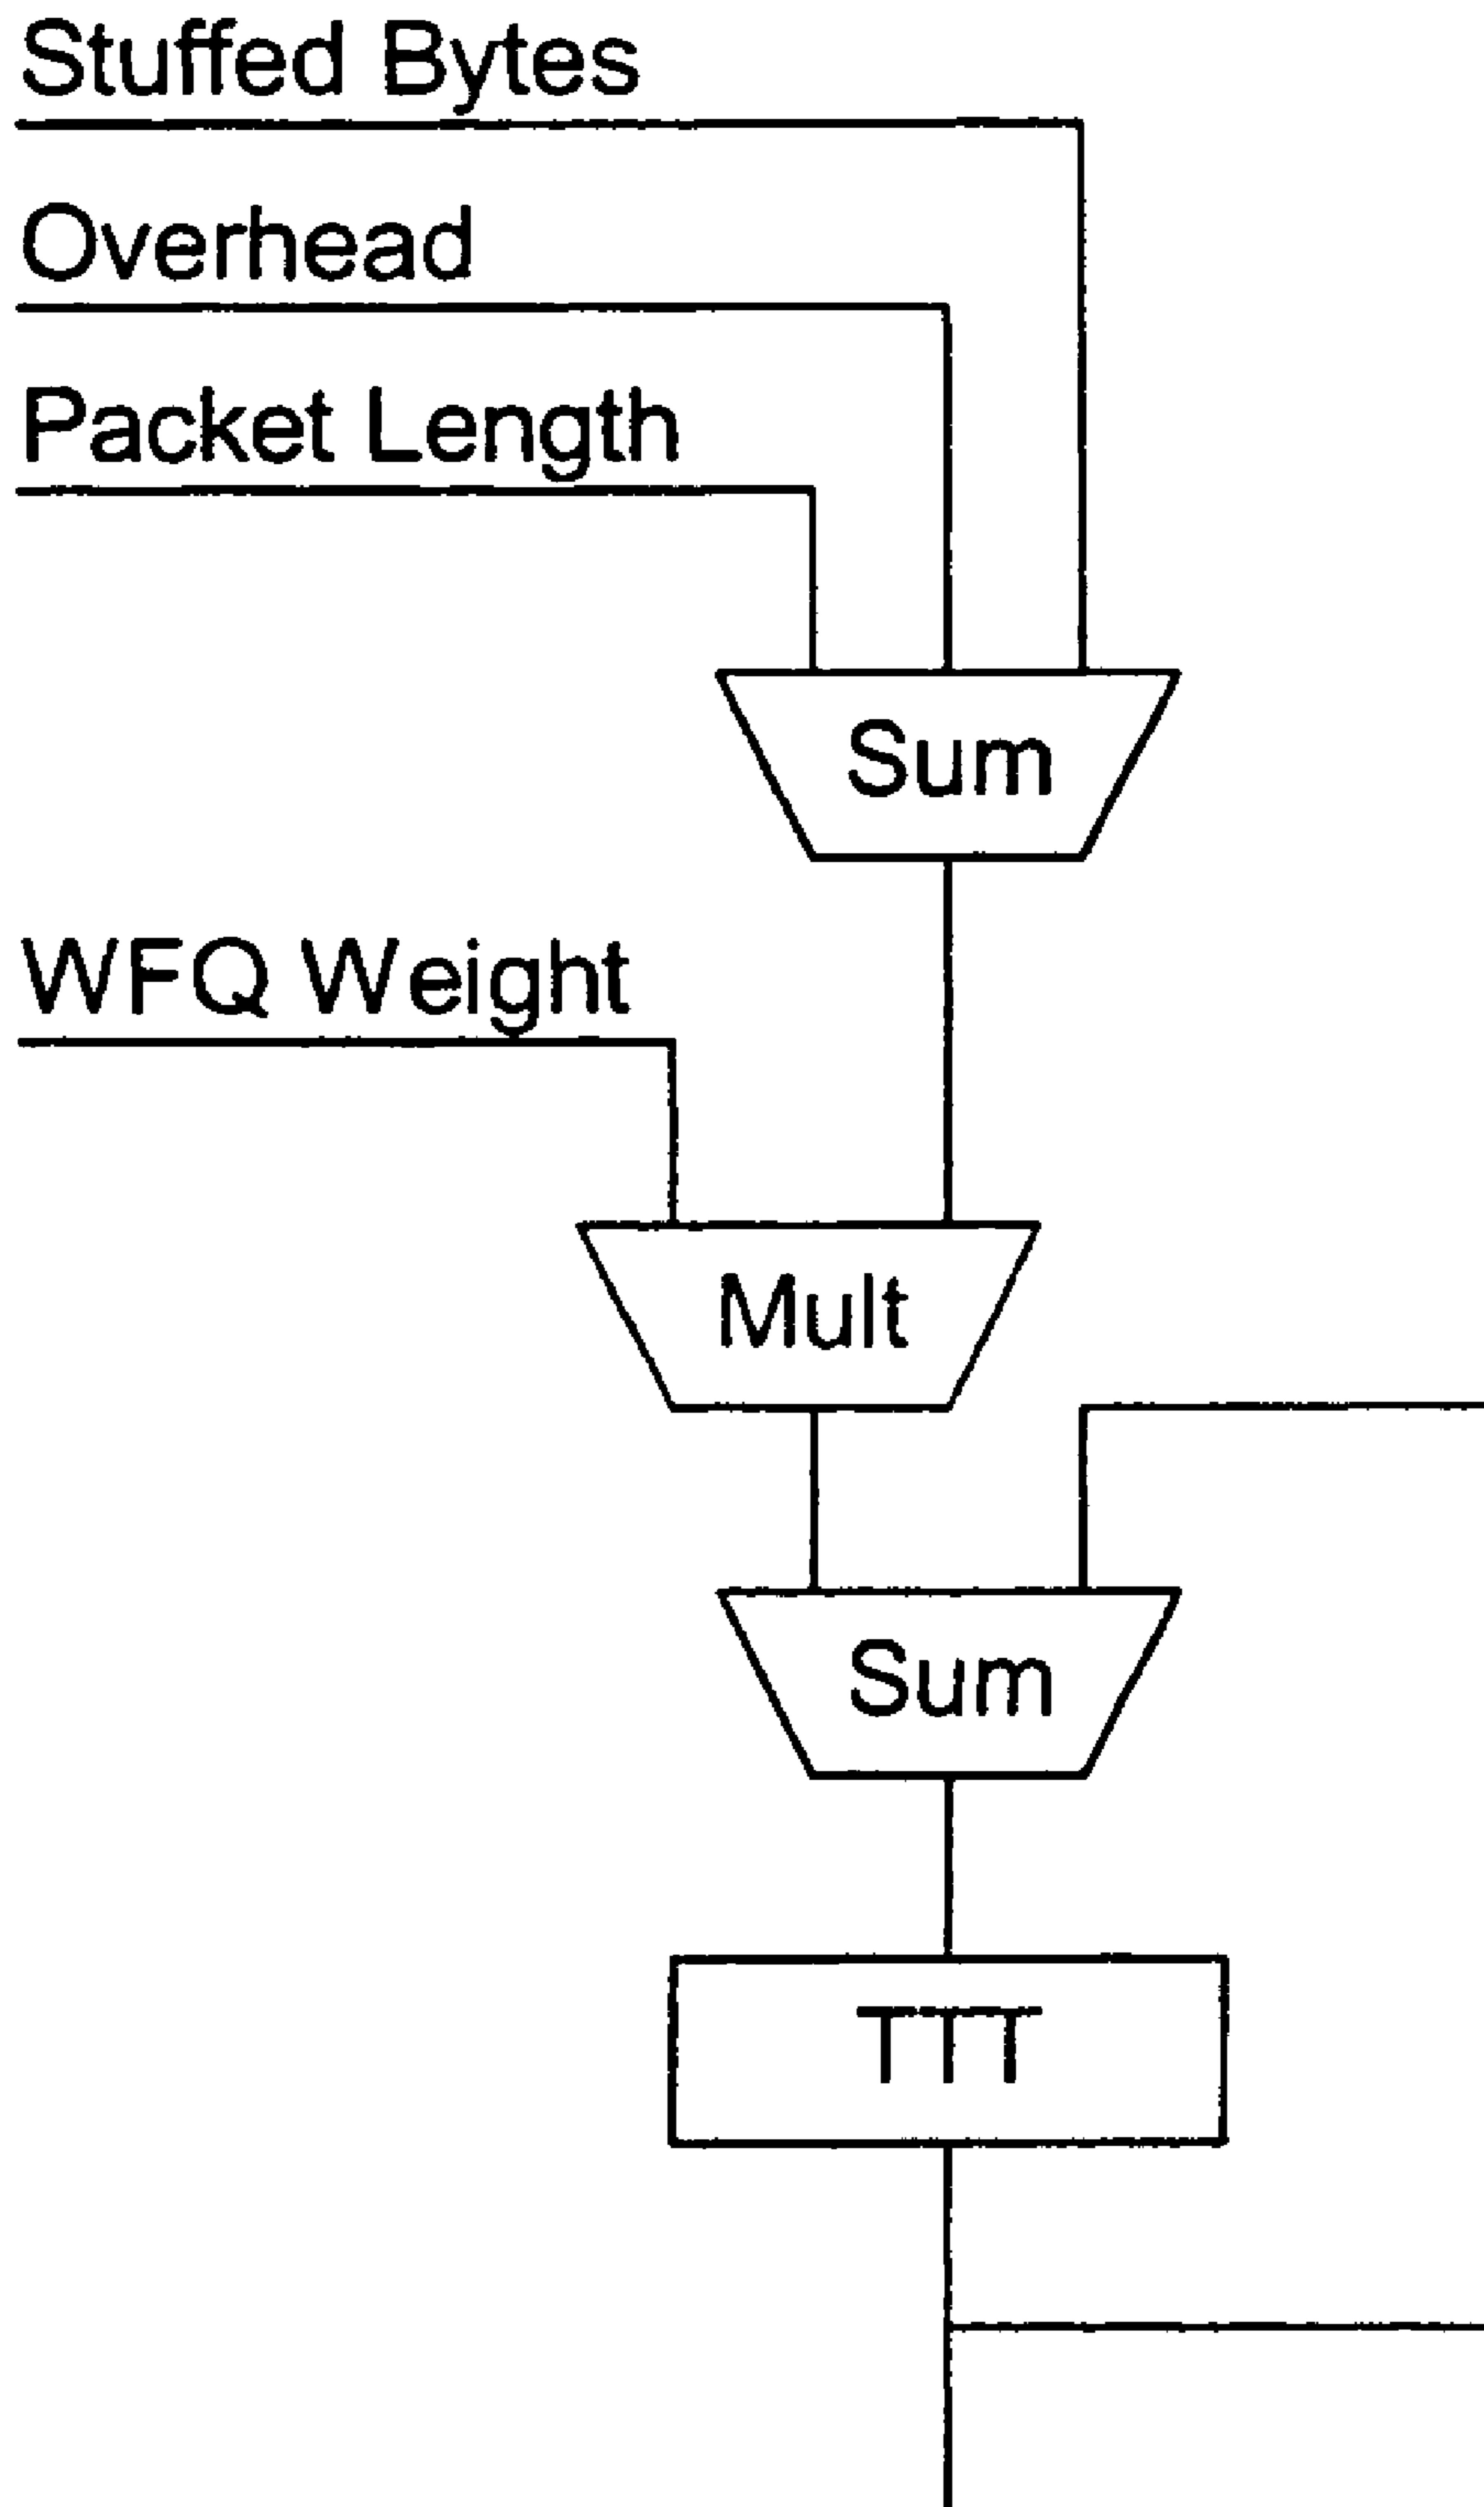 Stuffed Bytes
Overhead
Packet Length
Sum
WFQ Weight
Mult
Sum
TTT